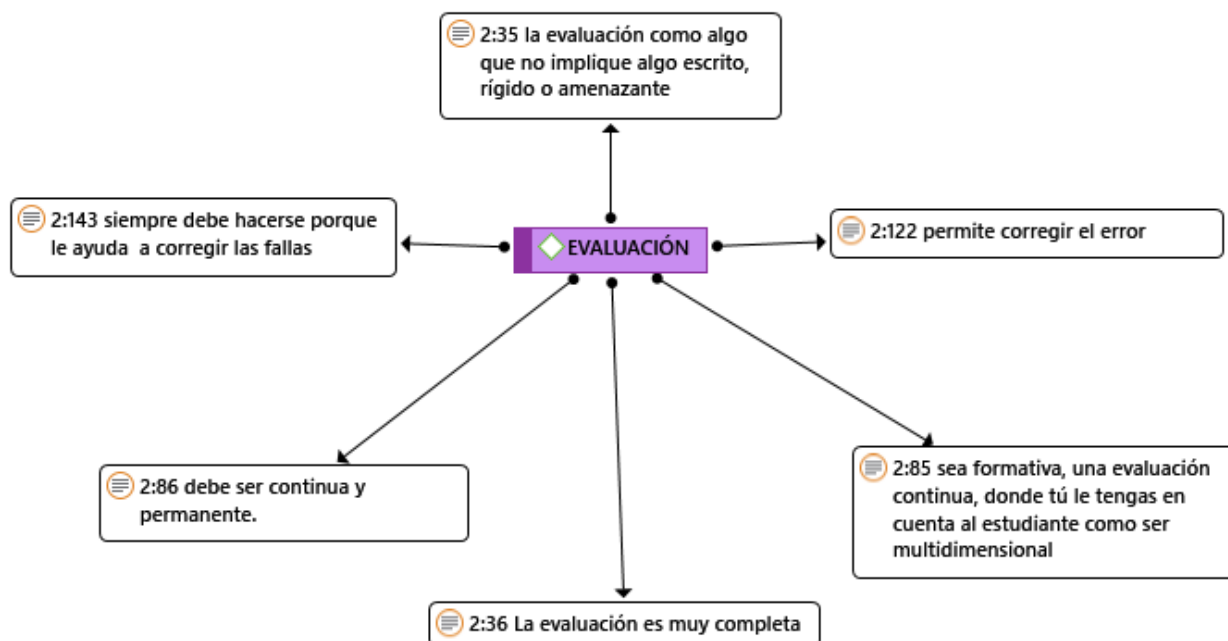 2:35 la evaluación como algo
que no implique algo escrito,
rígido o amenazante
2:143 siempre debe hacerse porque
le ayuda  a corregir las fallas
EVALUACIÓN
2:122 permite corregir el error
2:86 debe ser continua y
permanente.
2:85 sea formativa, una evaluación
continua, donde tú le tengas en
cuenta al estudiante como ser
multidimensional
2:36 La evaluación es muy completa